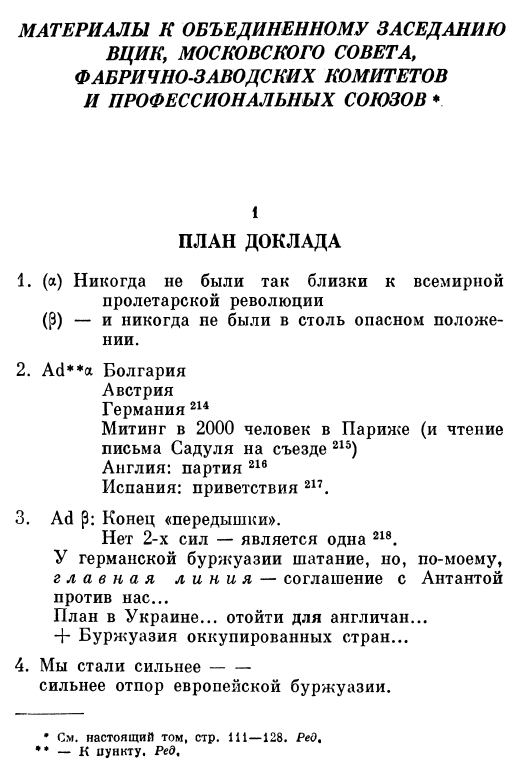 МАТЕРИАЛЫ К ОБЪЕДИНЕННОМУ ЗАСЕДАНИЮ
ВЦИК, МОСКОВСКОГО СОВЕТА,
ФАБРИЧНО-ЗАВОДСКИХ КОМИТЕТОВ
И ПРОФЕССИОНАЛЬНЫХ СОЮЗОВ *
1
ПЛАН ДОКЛАДА
1. (α) Никогда не были так близки к всемирной
пролетарской революции
(β) — и никогда не были в столь опасном положе-
нии.
2. Ad**α Болгария
Австрия
Германия 214
Митинг в 2000 человек в Париже (и чтение
письма Садуля на съезде 215)
Англия: партия 216
Испания: приветствия 217.
3. Ad β: Конец «передышки».
Нет 2-х сил — является одна 218.
У германской буржуазии шатание, но, по-моему,
главная линия — соглашение с Антантой
против нас...
План в Украине... отойти для англичан...
+ Буржуазия оккупированных стран...
4. Мы стали сильнее — —
сильнее отпор европейской буржуазии.
* См. настоящий том, стр. 111—128. Ред.
** — К пункту. Ред.